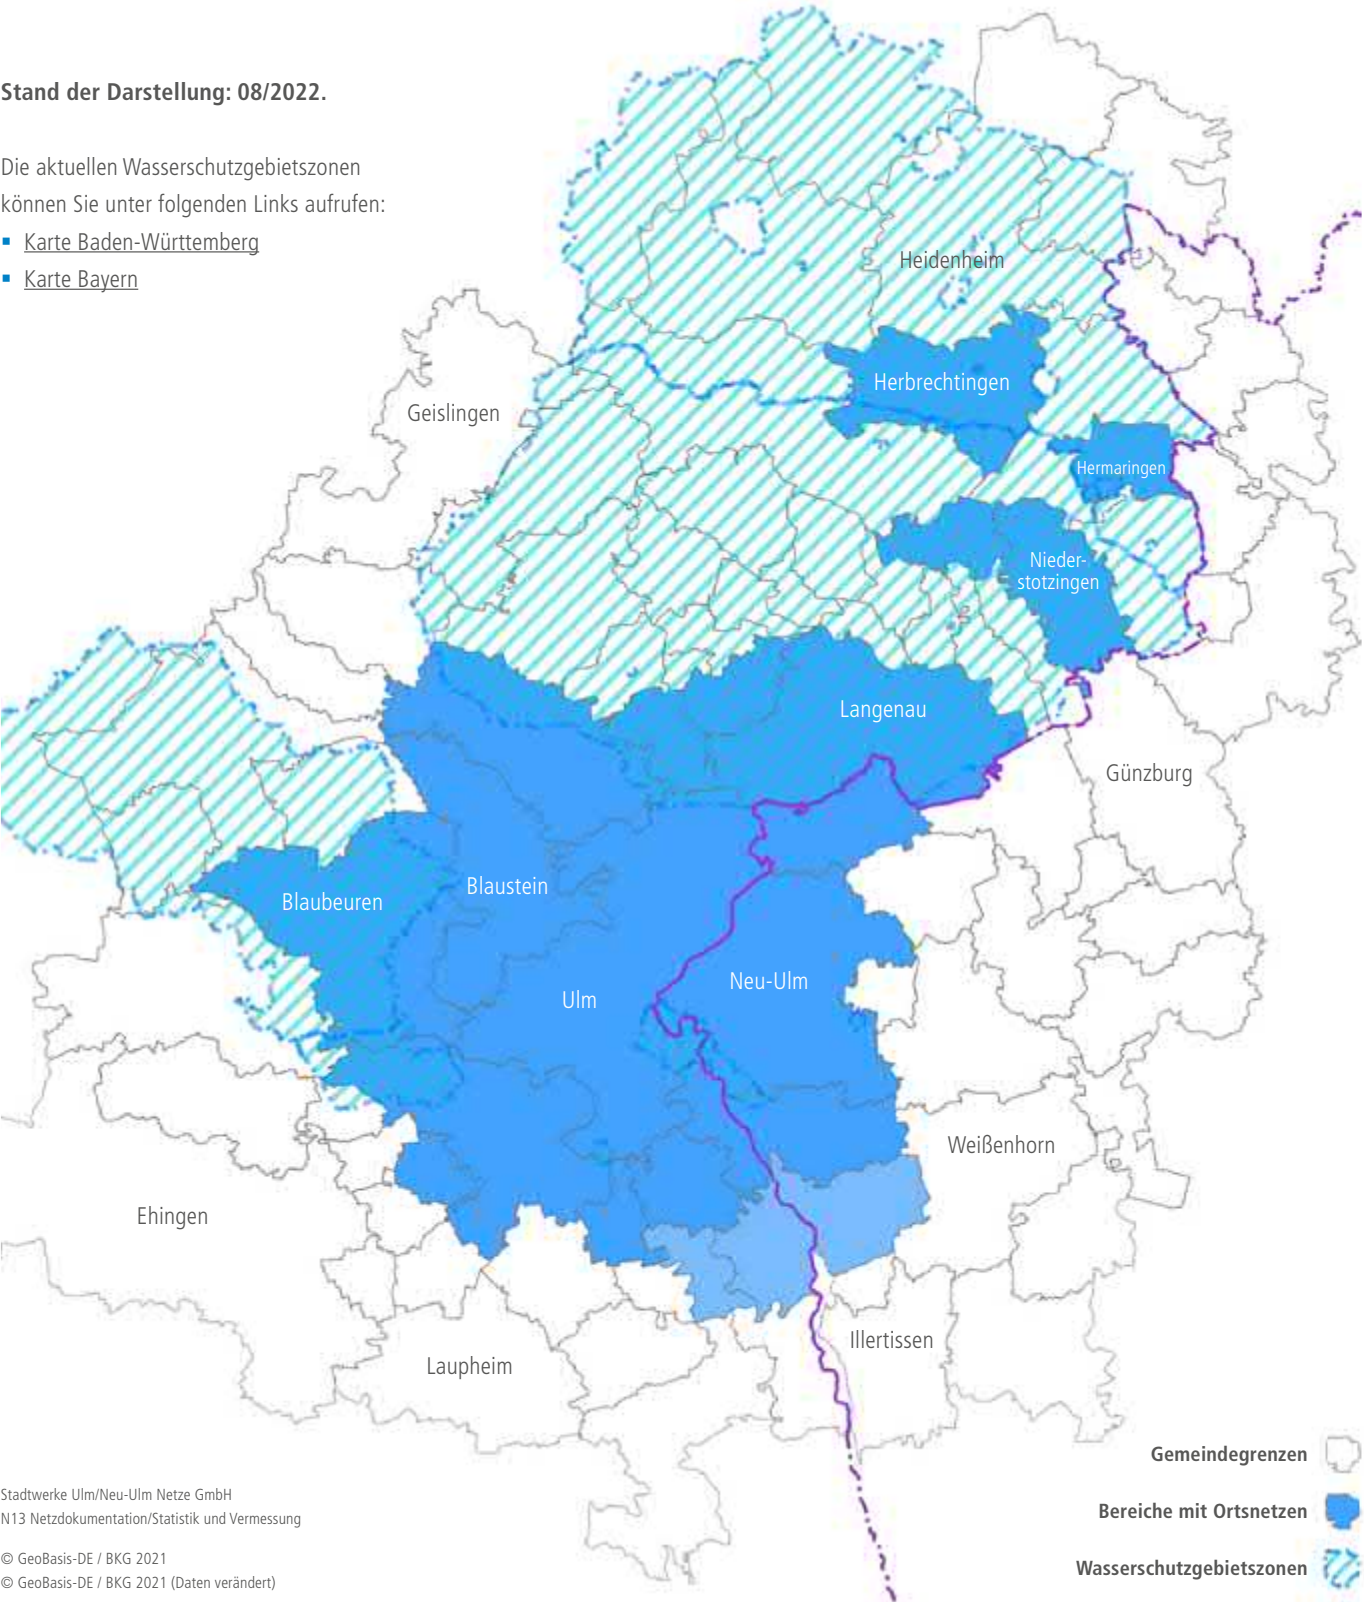 Stand der Darstellung: 08/2022.
Die aktuellen Wasserschutzgebietszonen
können Sie unter folgenden Links aufrufen:
▪ Karte Baden-Württemberg
▪ Karte Bayern
Heidenheim
Herbrechtingen
Geislingen
Hermaringen
Nieder-
stotzingen
Langenau
Günzburg
Blaustein
Blaubeuren
Neu-Ulm
Ulm
Weißenhorn
Ehingen
Illertissen
Laupheim
Gemeindegrenzen
Bereiche mit Ortsnetzen
Wasserschutzgebietszonen
Stadtwerke Ulm/Neu-Ulm Netze GmbH
N13 Netzdokumentation/Statistik und Vermessung
© GeoBasis-DE / BKG 2021
© GeoBasis-DE / BKG 2021 (Daten verändert)